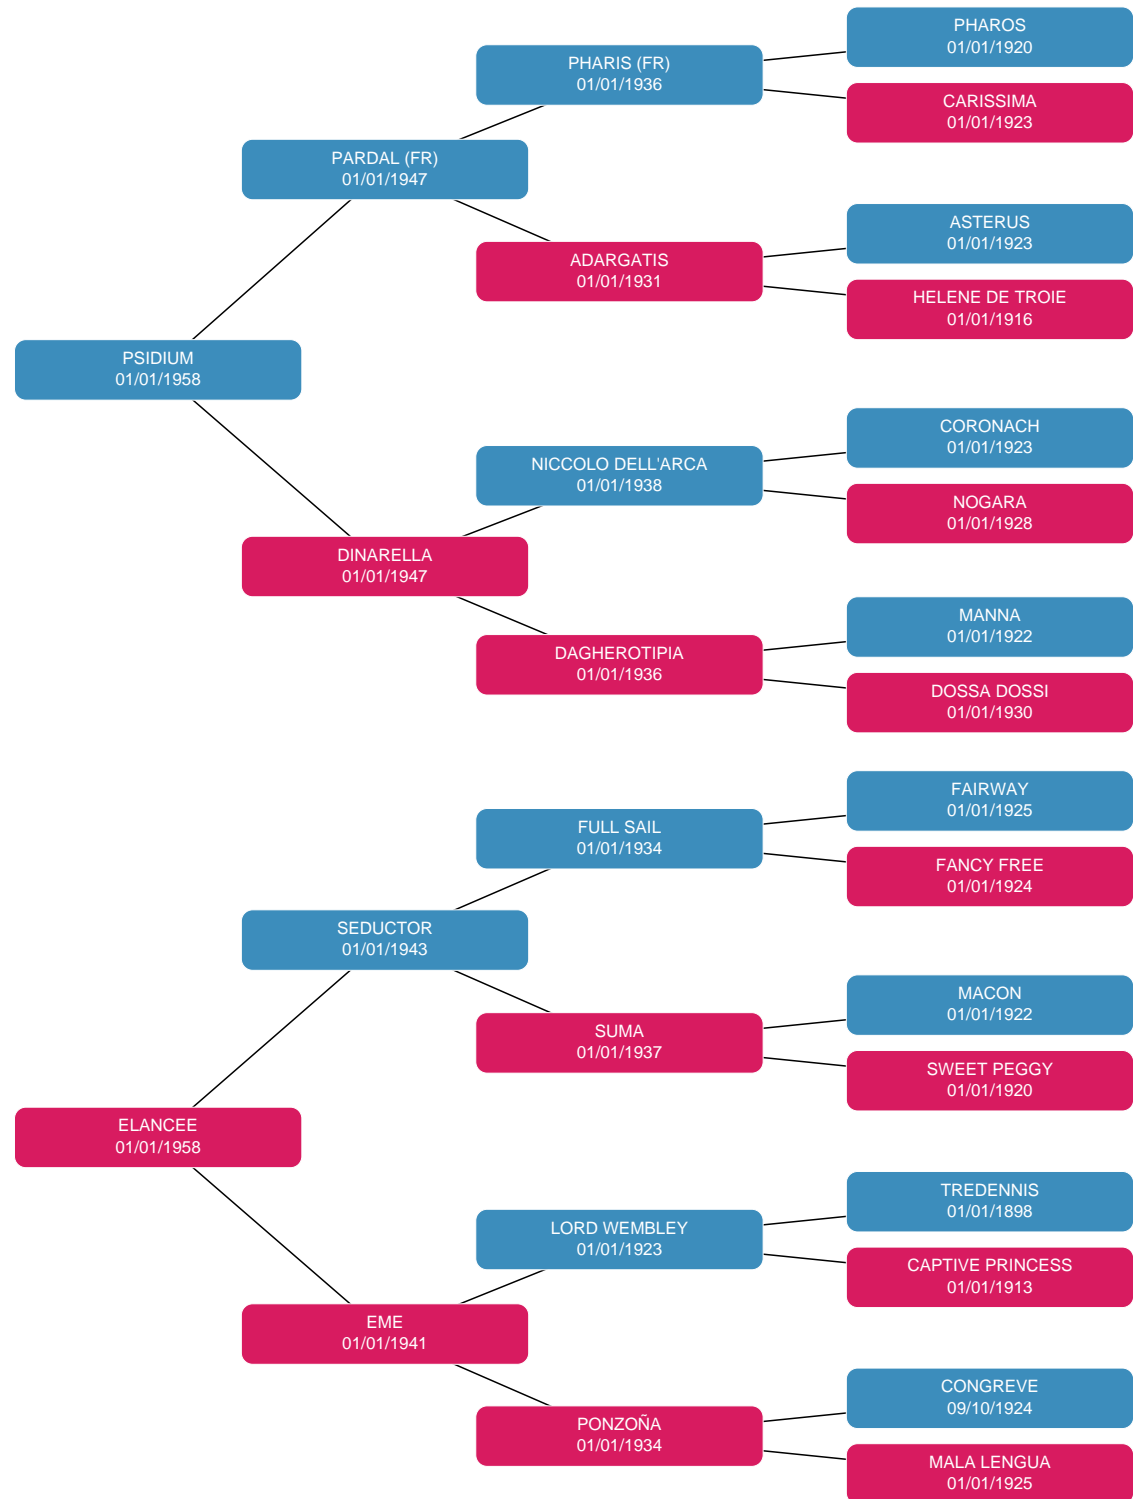 PHAROS
01/01/1920
PHARIS (FR)
01/01/1936
CARISSIMA
01/01/1923
PARDAL (FR)
01/01/1947
ASTERUS
01/01/1923
ADARGATIS
01/01/1931
HELENE DE TROIE
01/01/1916
PSIDIUM
01/01/1958
CORONACH
01/01/1923
NICCOLO DELL'ARCA
01/01/1938
NOGARA
01/01/1928
DINARELLA
01/01/1947
MANNA
01/01/1922
DAGHEROTIPIA
01/01/1936
DOSSA DOSSI
01/01/1930
FAIRWAY
01/01/1925
FULL SAIL
01/01/1934
FANCY FREE
01/01/1924
SEDUCTOR
01/01/1943
MACON
01/01/1922
SUMA
01/01/1937
SWEET PEGGY
01/01/1920
ELANCEE
01/01/1958
TREDENNIS
01/01/1898
LORD WEMBLEY
01/01/1923
CAPTIVE PRINCESS
01/01/1913
EME
01/01/1941
CONGREVE
09/10/1924
PONZOÑA
01/01/1934
MALA LENGUA
01/01/1925